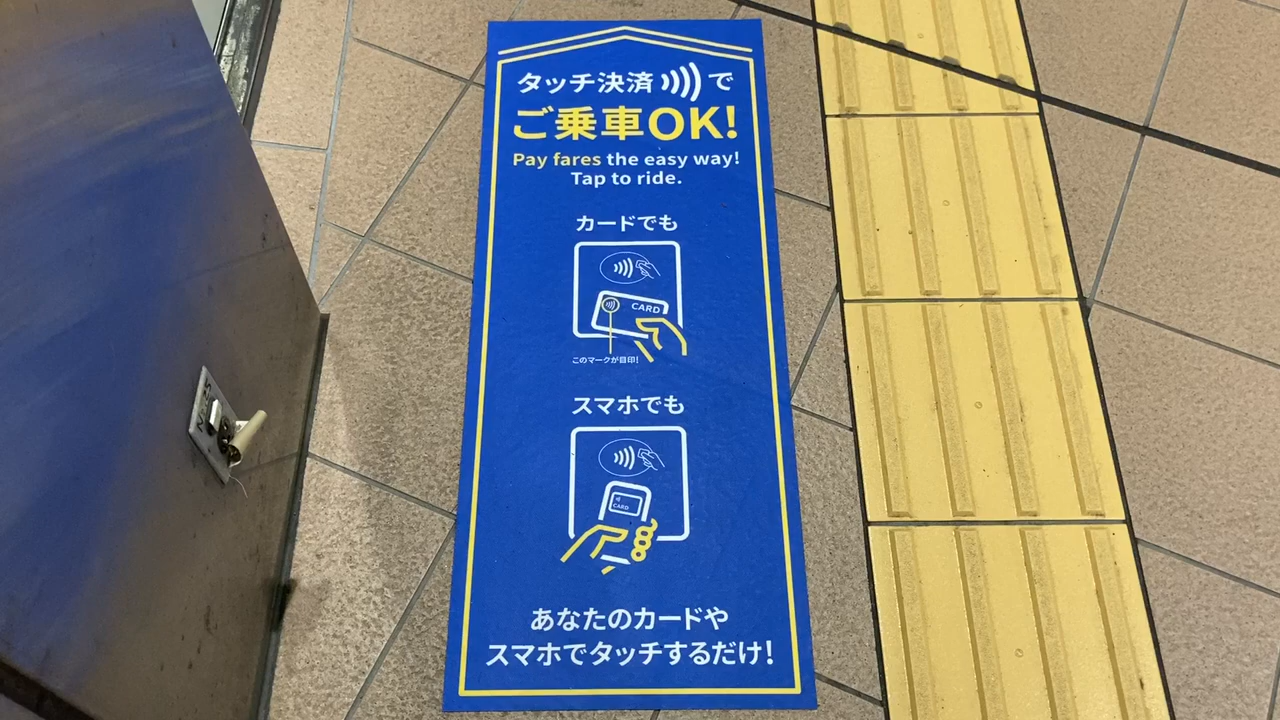 タッチ決済 で
ご乗車OK!
Pay fares the easy way!
Tap to ride.
カードでも
CARD
このマークが目印!
スマホでも
CARD
あなたのカードや
スマホでタッチするだけ!